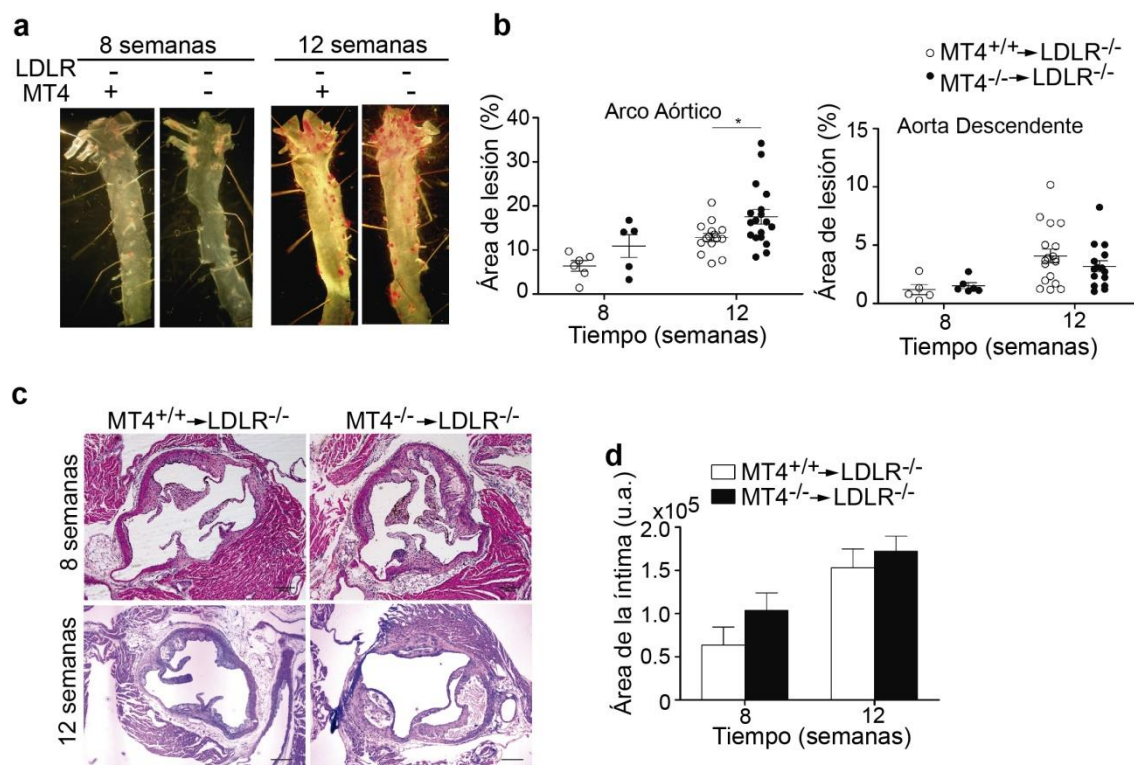 a
8 semanas 12 semanas
LDLR - - - -
MT4 + - + -
b
MT4+/+→LDLR-/-
MT4-/-→LDLR-/-
Arco Aórtico
*
Área de lesión (%)
40
30
20
10
0
8 12
Tiempo (semanas)
Aorta Descendente
Área de lesión (%)
15
10
5
0
8 12
Tiempo (semanas)
c
MT4+/+→LDLR-/- MT4-/-→LDLR-/-
8 semanas
12 semanas
d
MT4+/+→LDLR-/-
MT4-/-→LDLR-/-
x10⁵
Área de la íntima (u.a.)
2.0
1.5
1.0
0.5
0
8 12
Tiempo (semanas)